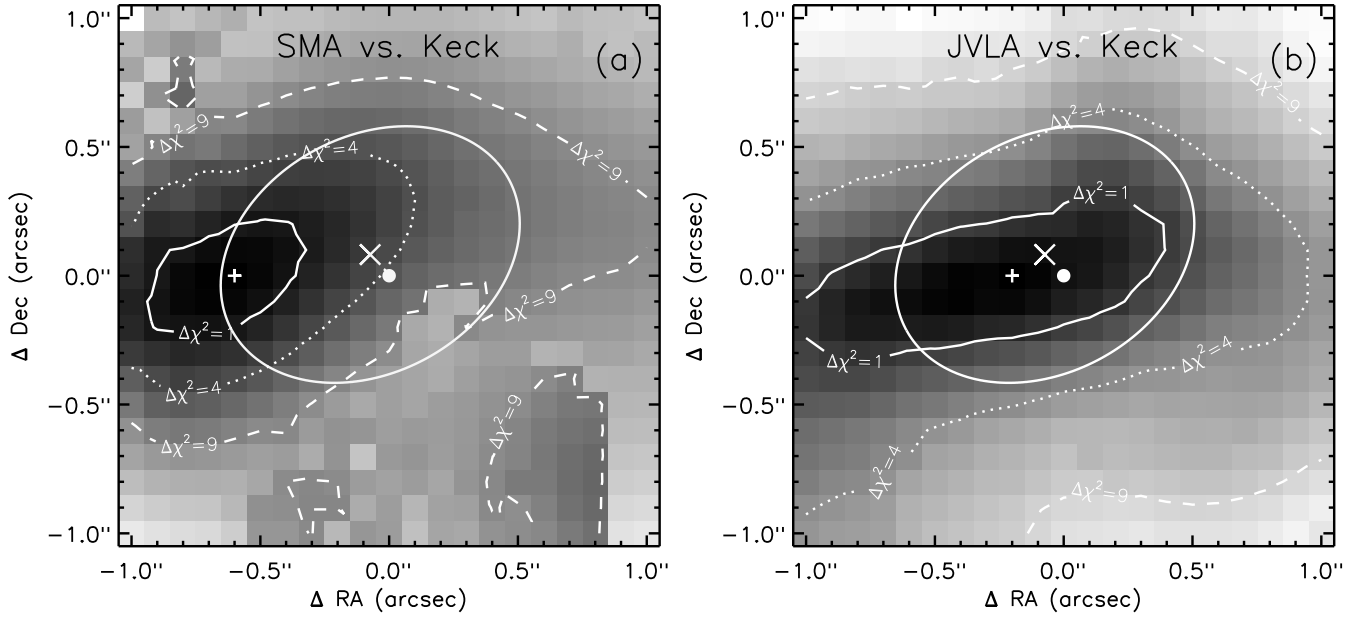 SMA vs. Keck
(a)
Δχ²=9
Δχ²=4
Δχ²=9
Δχ²=1
Δχ²=9
Δχ²=4
Δχ²=9
Δχ²=9
1.0''
0.5''
0.0''
−0.5''
−1.0''
Δ Dec (arcsec)
−1.0''
−0.5''
0.0''
0.5''
1.0''
Δ RA (arcsec)
JVLA vs. Keck
(b)
Δχ²=9
Δχ²=4
Δχ²=1
Δχ²=1
Δχ²=4
Δχ²=4
Δχ²=9
1.0''
0.5''
0.0''
−0.5''
−1.0''
Δ Dec (arcsec)
−1.0''
−0.5''
0.0''
0.5''
1.0''
Δ RA (arcsec)